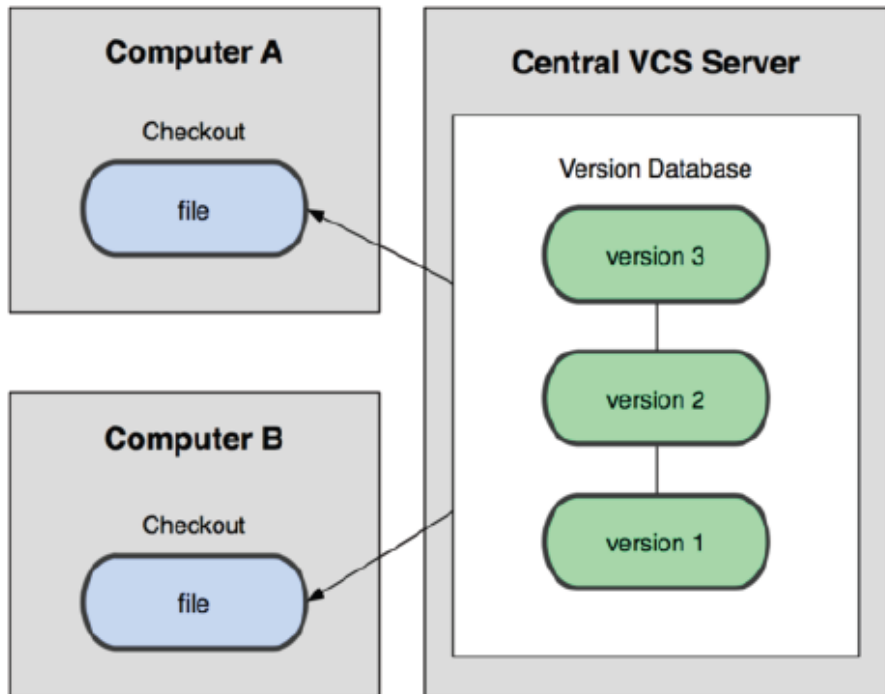 Computer A
Checkout
file
Computer B
Checkout
file
Central VCS Server
Version Database
version 3
version 2
version 1